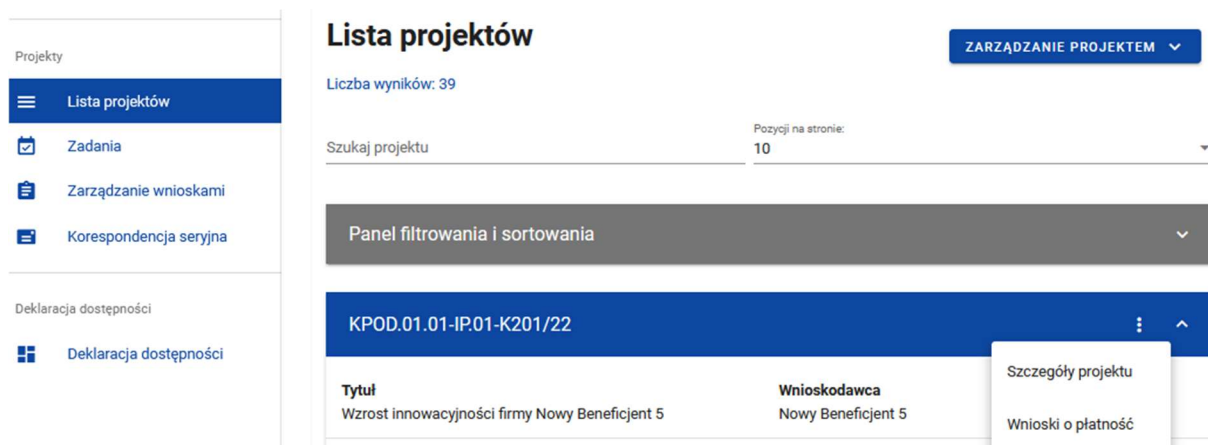 Projekty
Lista projektów
Zadania
Zarządzanie wnioskami
Korespondencja seryjna
Deklaracja dostępności
Deklaracja dostępności
Lista projektów
ZARZĄDZANIE PROJEKTEM
Liczba wyników: 39
Szukaj projektu
Pozycji na stronie:
10
Panel filtrowania i sortowania
KPOD.01.01-IP.01-K201/22
Szczegóły projektu
Wnioski o płatność
Tytuł
Wzrost innowacyjności firmy Nowy Beneficjent 5
Wnioskodawca
Nowy Beneficjent 5